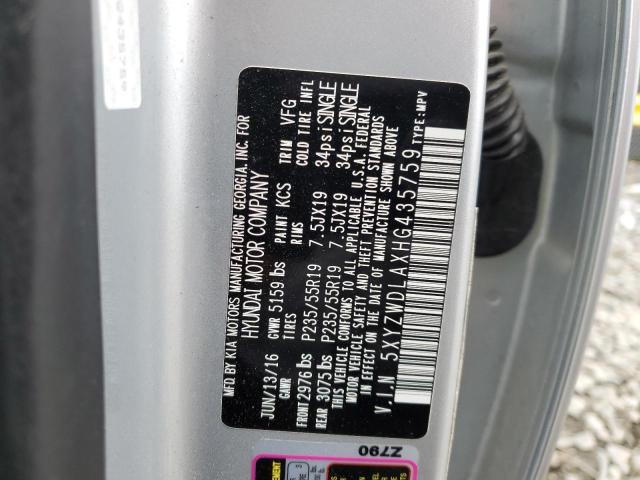 MFD BY KIA MOTORS MANUFACTURING GEORGIA, INC. FOR
HYUNDAI MOTOR COMPANY
JUN/13/16 GVWR 5159 lbs PAINT KCS TRIM VFG
GAWR TIRES RIMS COLD TIRE INFL
FRONT 2976 lbs P235/55R19 7.5JX19 34psi SINGLE
REAR 3075 lbs P235/55R19 7.5JX19 34psi SINGLE
THIS VEHICLE CONFORMS TO ALL APPLICABLE U.S.A. FEDERAL
MOTOR VEHICLE SAFETY AND THEFT PREVENTION STANDARDS
IN EFFECT ON THE DATE OF MANUFACTURE SHOWN ABOVE
V.I.N 5XYZWDLAXHG435759 TYPE:MPV
Z790
G435759